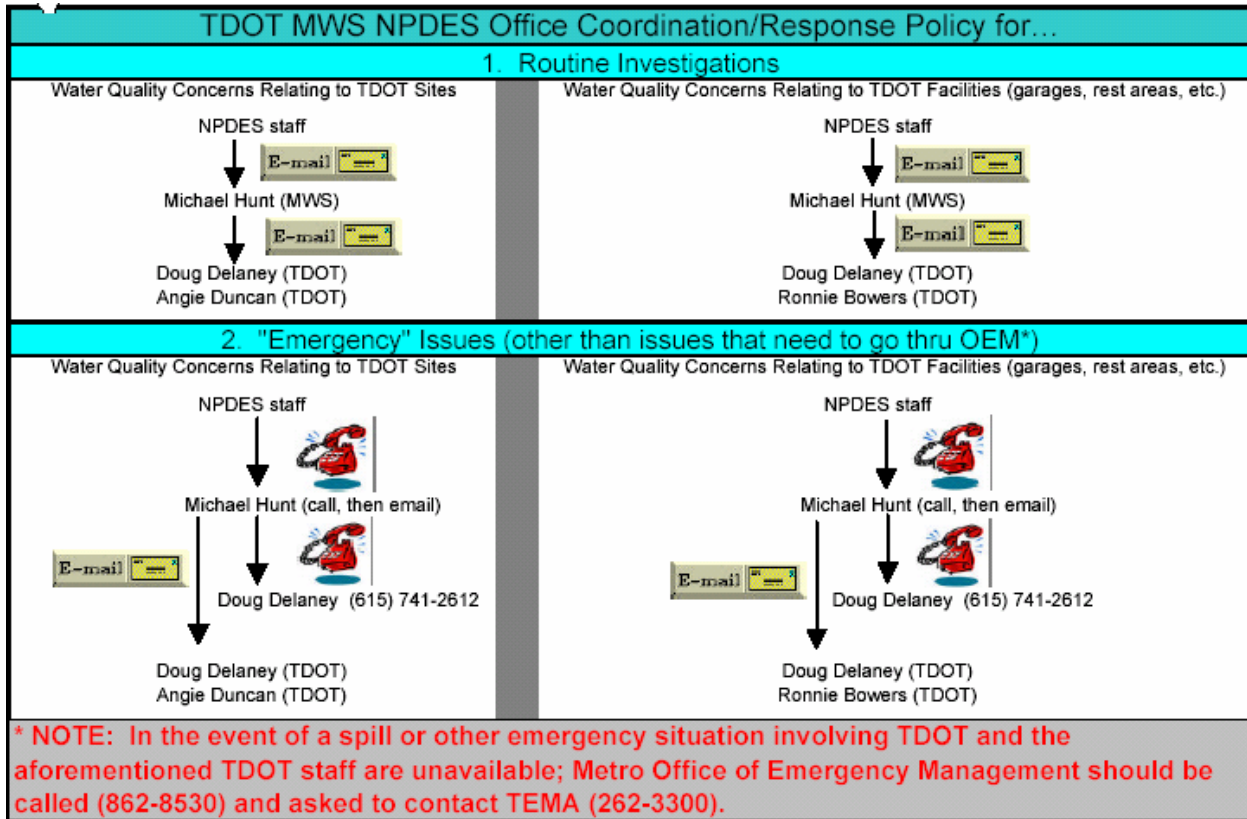 TDOT MWS NPDES Office Coordination/Response Policy for...
1. Routine Investigations
Water Quality Concerns Relating to TDOT Sites
NPDES staff
E-mail
Michael Hunt (MWS)
E-mail
Doug Delaney (TDOT)
Angie Duncan (TDOT)
Water Quality Concerns Relating to TDOT Facilities (garages, rest areas, etc.)
NPDES staff
E-mail
Michael Hunt (MWS)
E-mail
Doug Delaney (TDOT)
Ronnie Bowers (TDOT)
2. "Emergency" Issues (other than issues that need to go thru OEM*)
Water Quality Concerns Relating to TDOT Sites
NPDES staff
Michael Hunt (call, then email)
E-mail
Doug Delaney (615) 741-2612
Doug Delaney (TDOT)
Angie Duncan (TDOT)
Water Quality Concerns Relating to TDOT Facilities (garages, rest areas, etc.)
NPDES staff
Michael Hunt (call, then email)
E-mail
Doug Delaney (615) 741-2612
Doug Delaney (TDOT)
Ronnie Bowers (TDOT)
* NOTE: In the event of a spill or other emergency situation involving TDOT and the
aforementioned TDOT staff are unavailable; Metro Office of Emergency Management should be
called (862-8530) and asked to contact TEMA (262-3300).